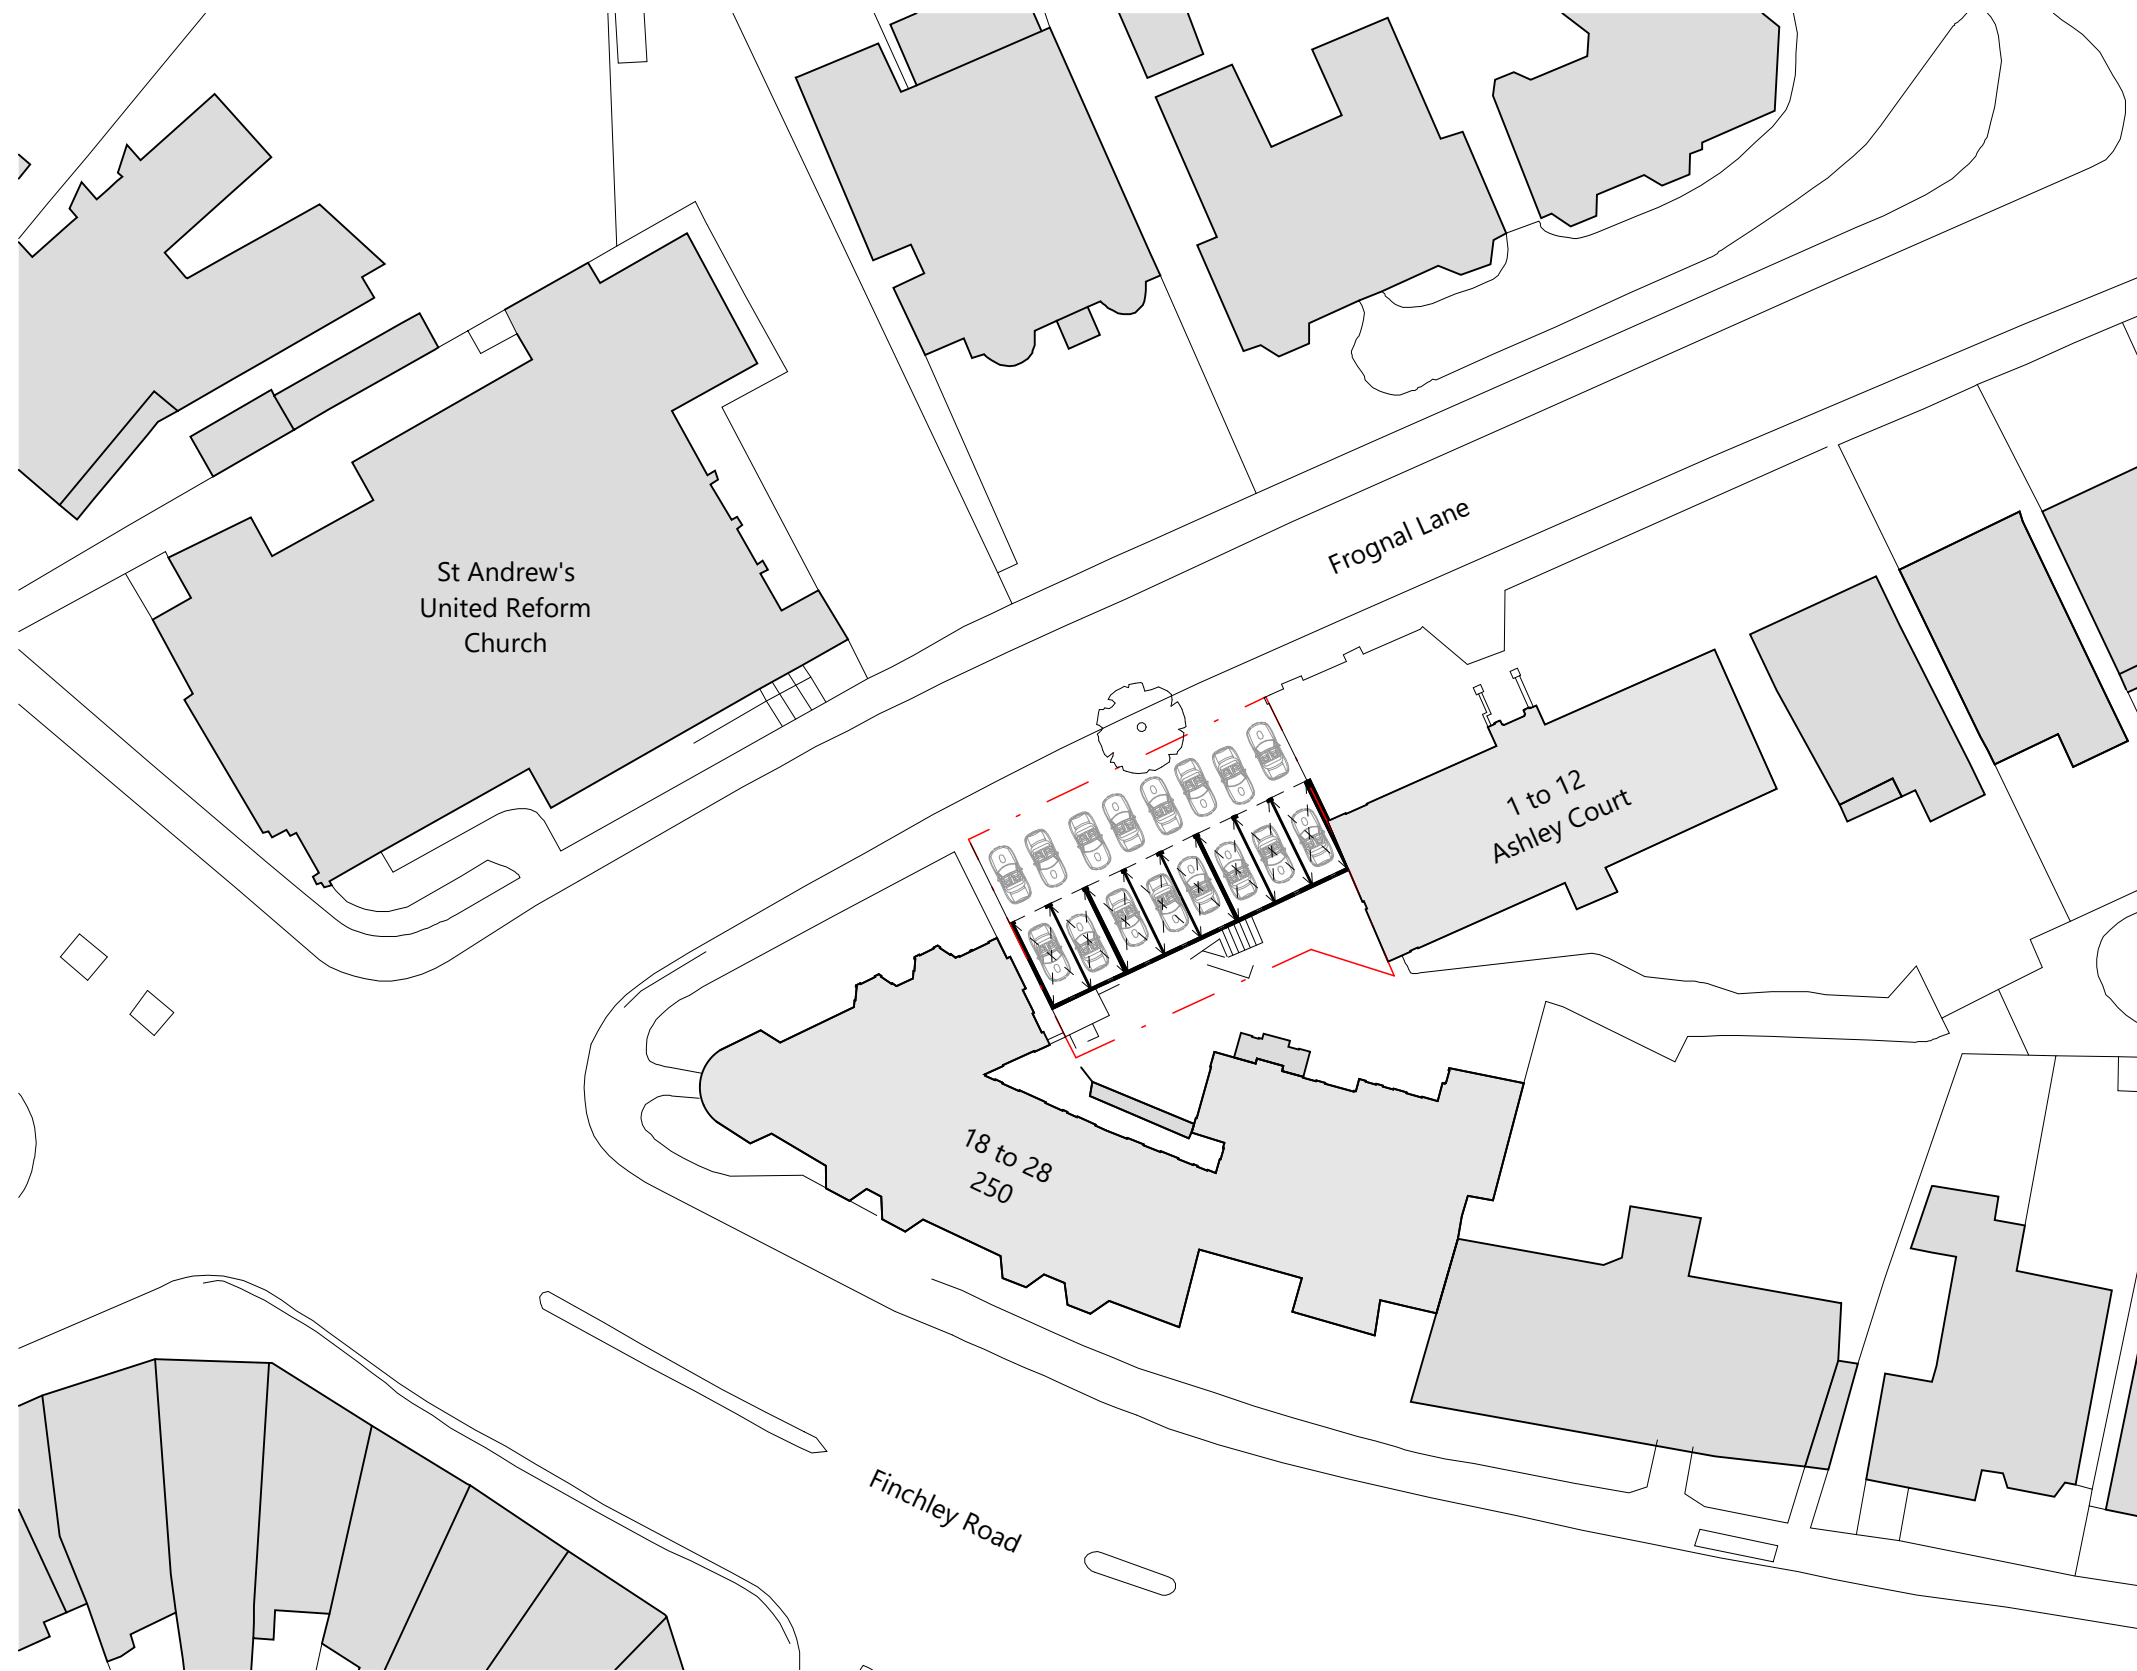 Frognal Lane
St Andrew's
United Reform
Church
1 to 12
Ashley Court
18 to 28
250
Finchley Road